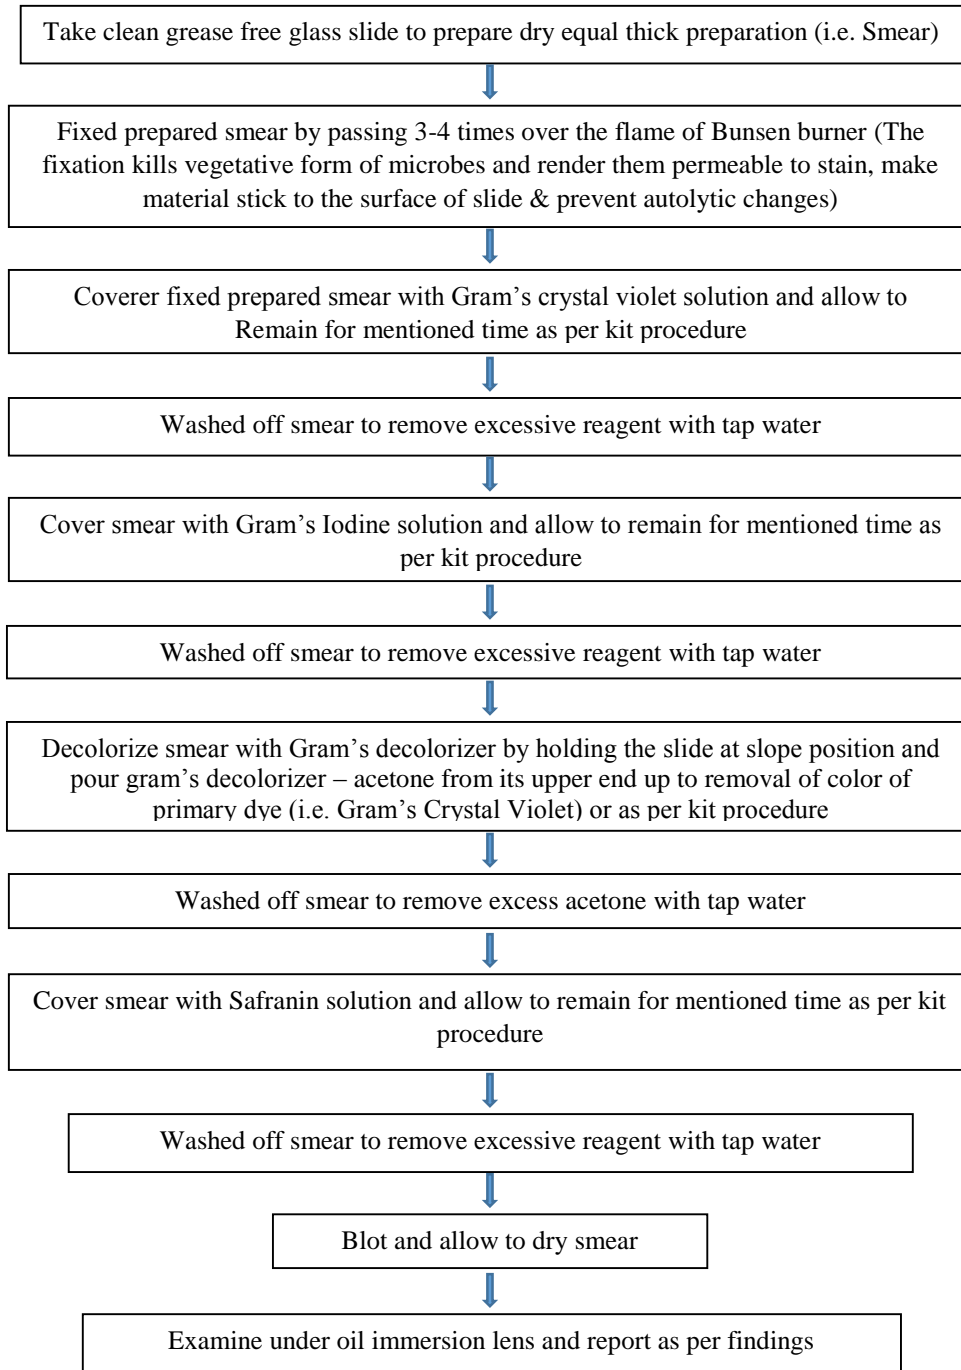 Take clean grease free glass slide to prepare dry equal thick preparation (i.e. Smear)
Fixed prepared smear by passing 3-4 times over the flame of Bunsen burner (The
fixation kills vegetative form of microbes and render them permeable to stain, make
material stick to the surface of slide & prevent autolytic changes)
Coverer fixed prepared smear with Gram’s crystal violet solution and allow to
Remain for mentioned time as per kit procedure
Washed off smear to remove excessive reagent with tap water
Cover smear with Gram’s Iodine solution and allow to remain for mentioned time as
per kit procedure
Washed off smear to remove excessive reagent with tap water
Decolorize smear with Gram’s decolorizer by holding the slide at slope position and
pour gram’s decolorizer – acetone from its upper end up to removal of color of
primary dye (i.e. Gram’s Crystal Violet) or as per kit procedure
Washed off smear to remove excess acetone with tap water
Cover smear with Safranin solution and allow to remain for mentioned time as per kit
procedure
Washed off smear to remove excessive reagent with tap water
Blot and allow to dry smear
Examine under oil immersion lens and report as per findings